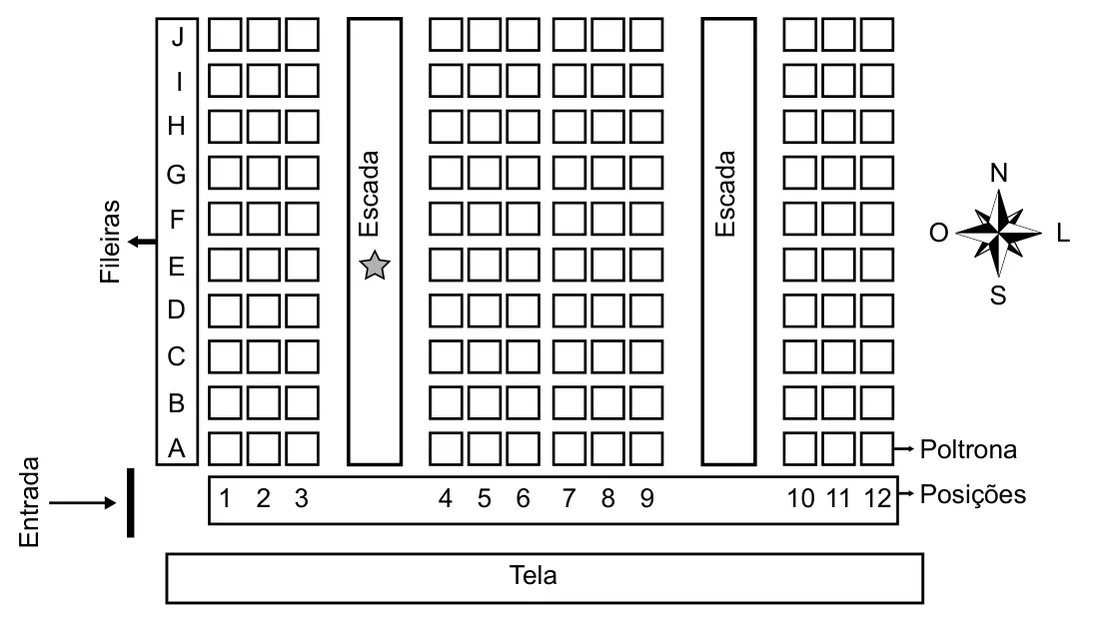 J
I
H
G
F
E
D
C
B
A
Fileiras
Escada
Escada
N
O
L
S
Poltrona
Entrada
1 2 3 4 5 6 7 8 9 10 11 12
Posições
Tela